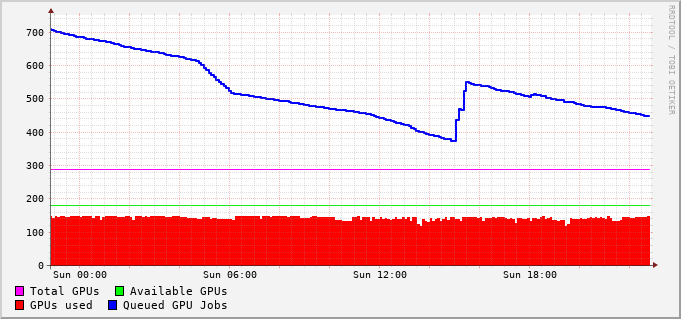 700
600
500
400
300
200
100
0
Sun 00:00 Sun 06:00 Sun 12:00 Sun 18:00
Total GPUs Available GPUs
GPUs used Queued GPU Jobs
RRDTOOL / TOBI OETIKER